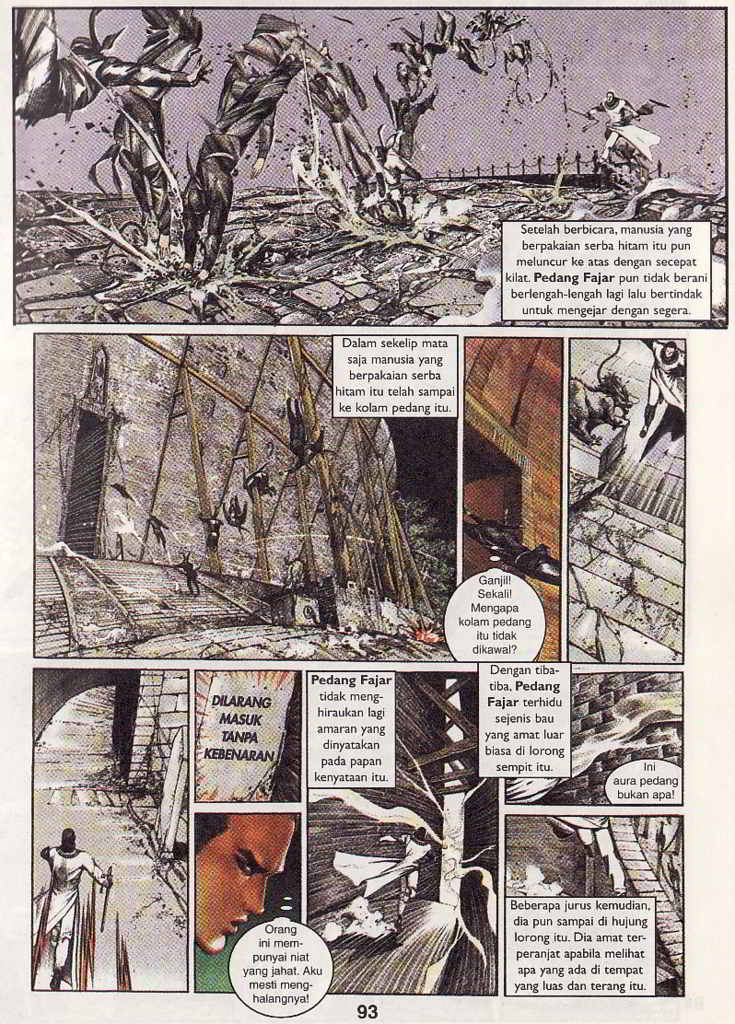 Setelah berbicara, manusia yang
berpakaian serba hitam itu pun
meluncur ke atas dengan secepat
kilat. Pedang Fajar pun tidak berani
berlengah-lengah lagi lalu bertindak
untuk mengejar dengan segera.
Dalam sekelip mata
saja manusia yang
berpakaian serba
hitam itu telah sampai
ke kolam pedang itu.
Ganjil!
Sekali!
Mengapa
kolam pedang
itu tidak
dikawal?
DILARANG
MASUK
TANPA
KEBENARAN
Orang
ini mem-
punyai niat
yang jahat. Aku
mesti meng-
halangnya!
Pedang Fajar
tidak meng-
hiraukan lagi
amaran yang
dinyatakan
pada papan
kenyataan itu.
Dengan tiba-
tiba, Pedang
Fajar terhidu
sejenis bau
yang amat luar
biasa di lorong
sempit itu.
Ini
aura pedang
bukan apa!
Beberapa jurus kemudian,
dia pun sampai di hujung
lorong itu. Dia amat ter-
peranjat apabila melihat
apa yang ada di tempat
yang luas dan terang itu.
93